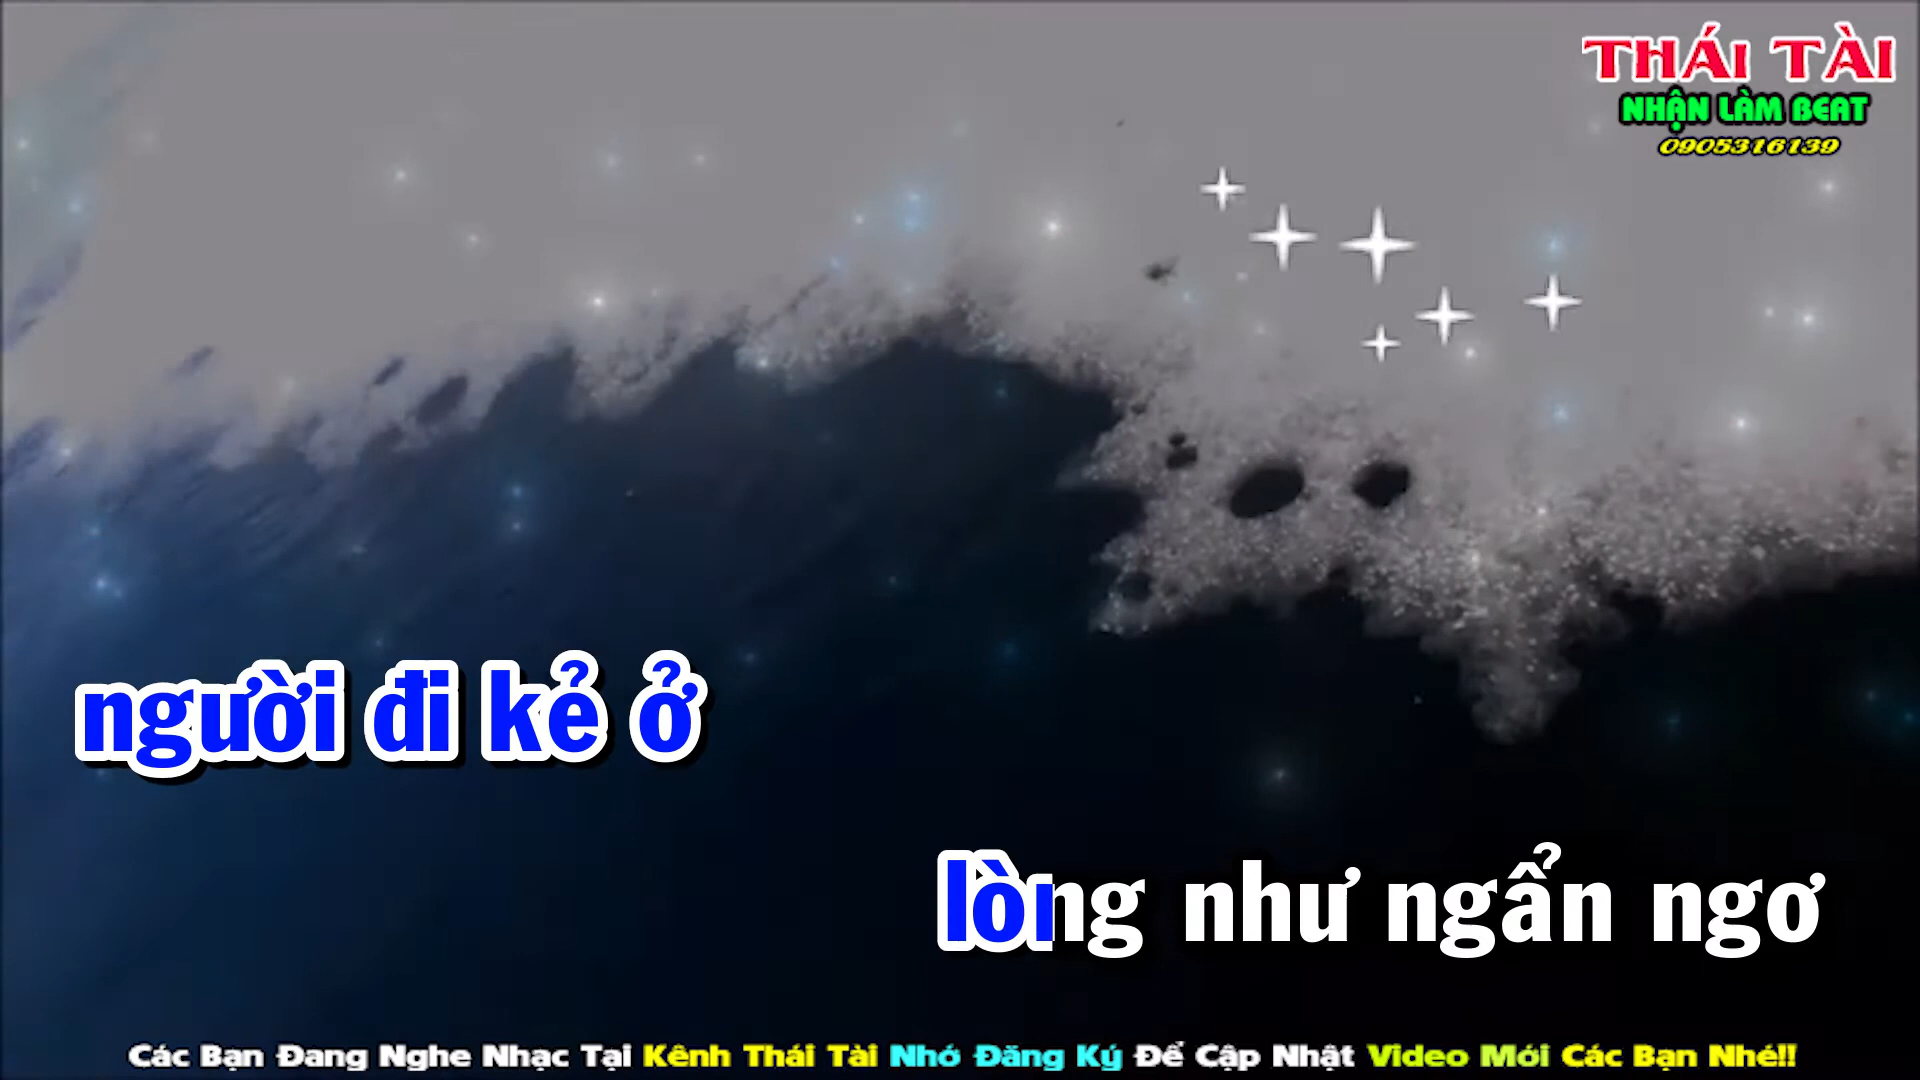 THÁI TÀI
NHẬN LÀM BEAT
0905316139
người đi kẻ ở
lòng như ngẩn ngơ
Các Bạn Đang Nghe Nhạc Tại Kênh Thái Tài Nhớ Đăng Ký Để Cập Nhật Video Mới Các Bạn Nhé!!